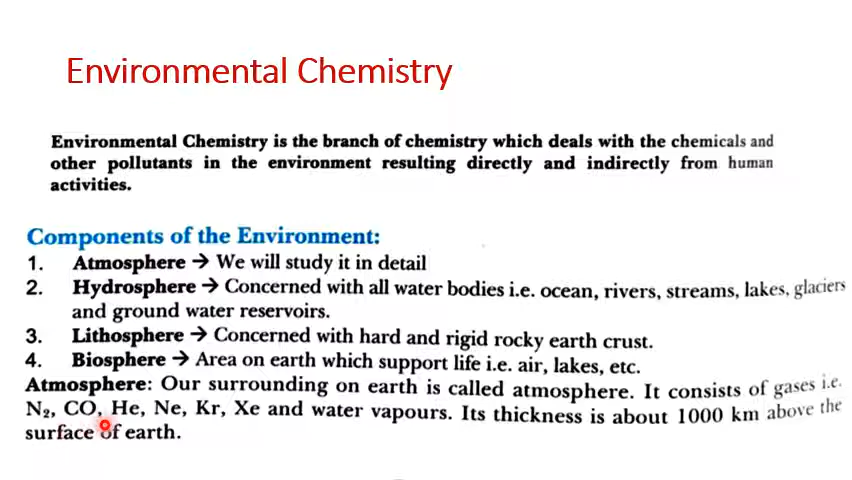 Environmental Chemistry
Environmental Chemistry is the branch of chemistry which deals with the chemicals and
other pollutants in the environment resulting directly and indirectly from human
activities.
Components of the Environment:
1. Atmosphere → We will study it in detail
2. Hydrosphere → Concerned with all water bodies i.e. ocean, rivers, streams, lakes, glaciers
and ground water reservoirs.
3. Lithosphere → Concerned with hard and rigid rocky earth crust.
4. Biosphere → Area on earth which support life i.e. air, lakes, etc.
Atmosphere: Our surrounding on earth is called atmosphere. It consists of gases i.e.
N₂, CO, He, Ne, Kr, Xe and water vapours. Its thickness is about 1000 km above the
surface of earth.